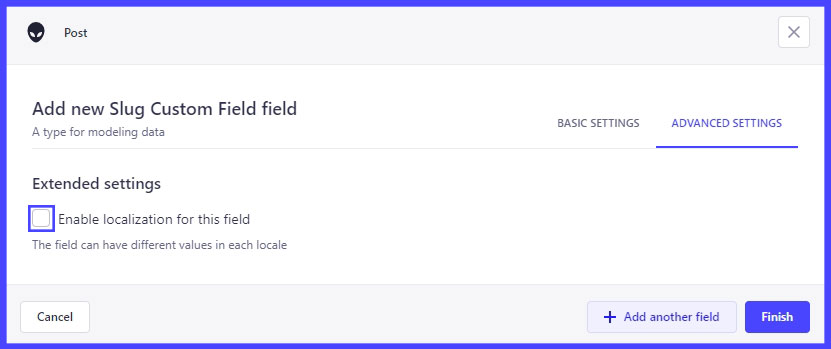 Post
Add new Slug Custom Field field
A type for modeling data
BASIC SETTINGS
ADVANCED SETTINGS
Extended settings
Enable localization for this field
The field can have different values in each locale
Cancel
Add another field
Finish